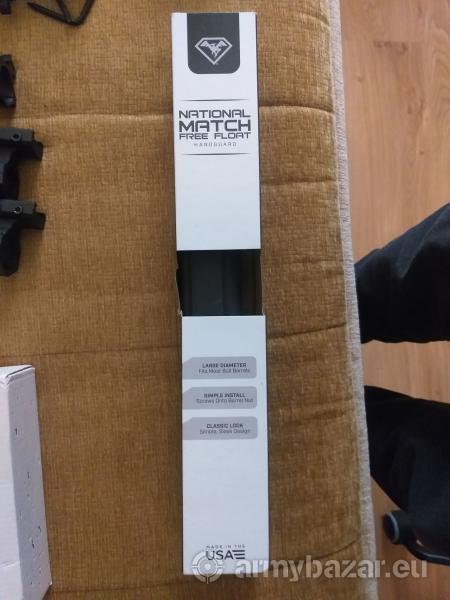 NATIONAL
MATCH
FREE FLOAT
HANDGUARD
LARGE DIAMETER
Fits Most Bull Barrels
SIMPLE INSTALL
Screws Onto Barrel Nut
CLASSIC LOOK
Simple, Sleek Design
MADE IN THE
USA
armybazar.eu